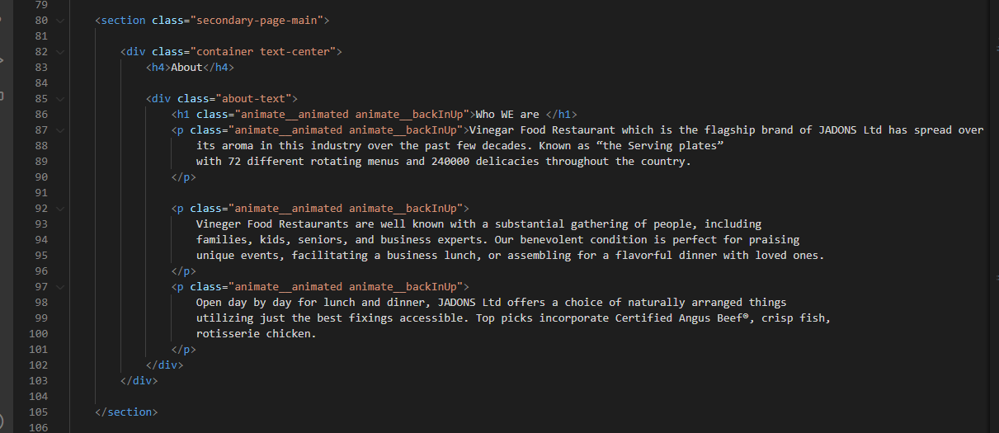 79
80 <section class="secondary-page-main">
81
82 <div class="container text-center">
83 <h4>About</h4>
84
85 <div class="about-text">
86 <h1 class="animate__animated animate__backInUp">Who WE are </h1>
87 <p class="animate__animated animate__backInUp">Vinegar Food Restaurant which is the flagship brand of JADONS Ltd has spread over
88 its aroma in this industry over the past few decades. Known as “the Serving plates”
89 with 72 different rotating menus and 240000 delicacies throughout the country.
90 </p>
91
92 <p class="animate__animated animate__backInUp">
93 Vineger Food Restaurants are well known with a substantial gathering of people, including
94 families, kids, seniors, and business experts. Our benevolent condition is perfect for praising
95 unique events, facilitating a business lunch, or assembling for a flavorful dinner with loved ones.
96 </p>
97 <p class="animate__animated animate__backInUp">
98 Open day by day for lunch and dinner, JADONS Ltd offers a choice of naturally arranged things
99 utilizing just the best fixings accessible. Top picks incorporate Certified Angus Beef®, crisp fish,
100 rotisserie chicken.
101 </p>
102 </div>
103 </div>
104
105 </section>
106